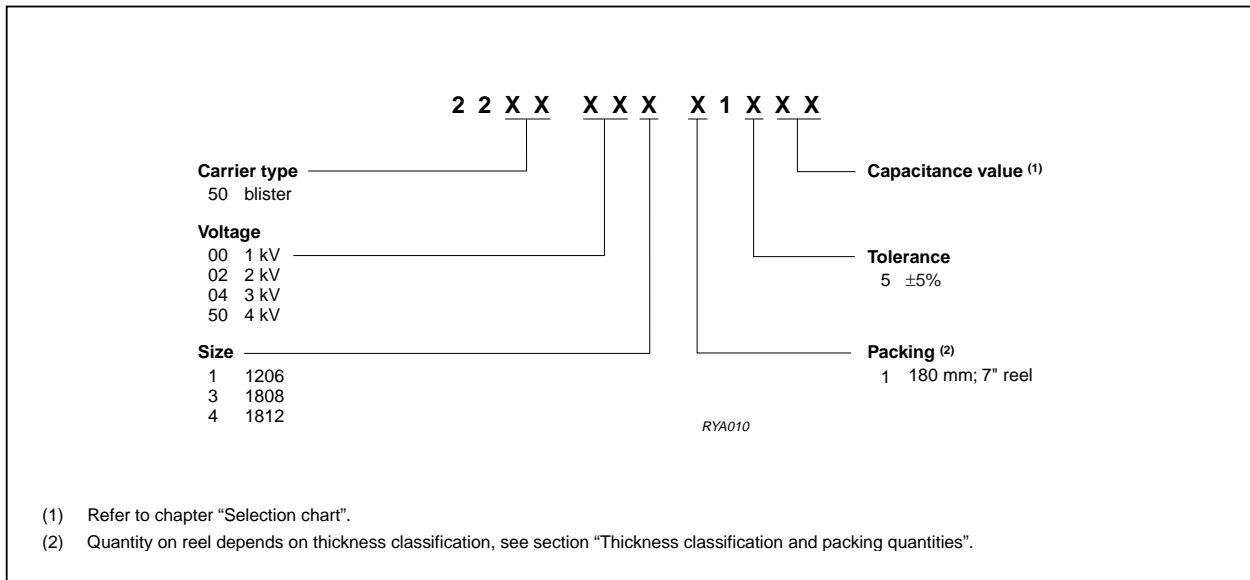 2 2 X X X X X X 1 X X X
Carrier type
50 blister
Voltage
00 1 kV
02 2 kV
04 3 kV
50 4 kV
Size
1 1206
3 1808
4 1812
Capacitance value (1)
Tolerance
5 ±5%
Packing (2)
1 180 mm; 7" reel
RYA010
(1) Refer to chapter “Selection chart”.
(2) Quantity on reel depends on thickness classification, see section “Thickness classification and packing quantities”.